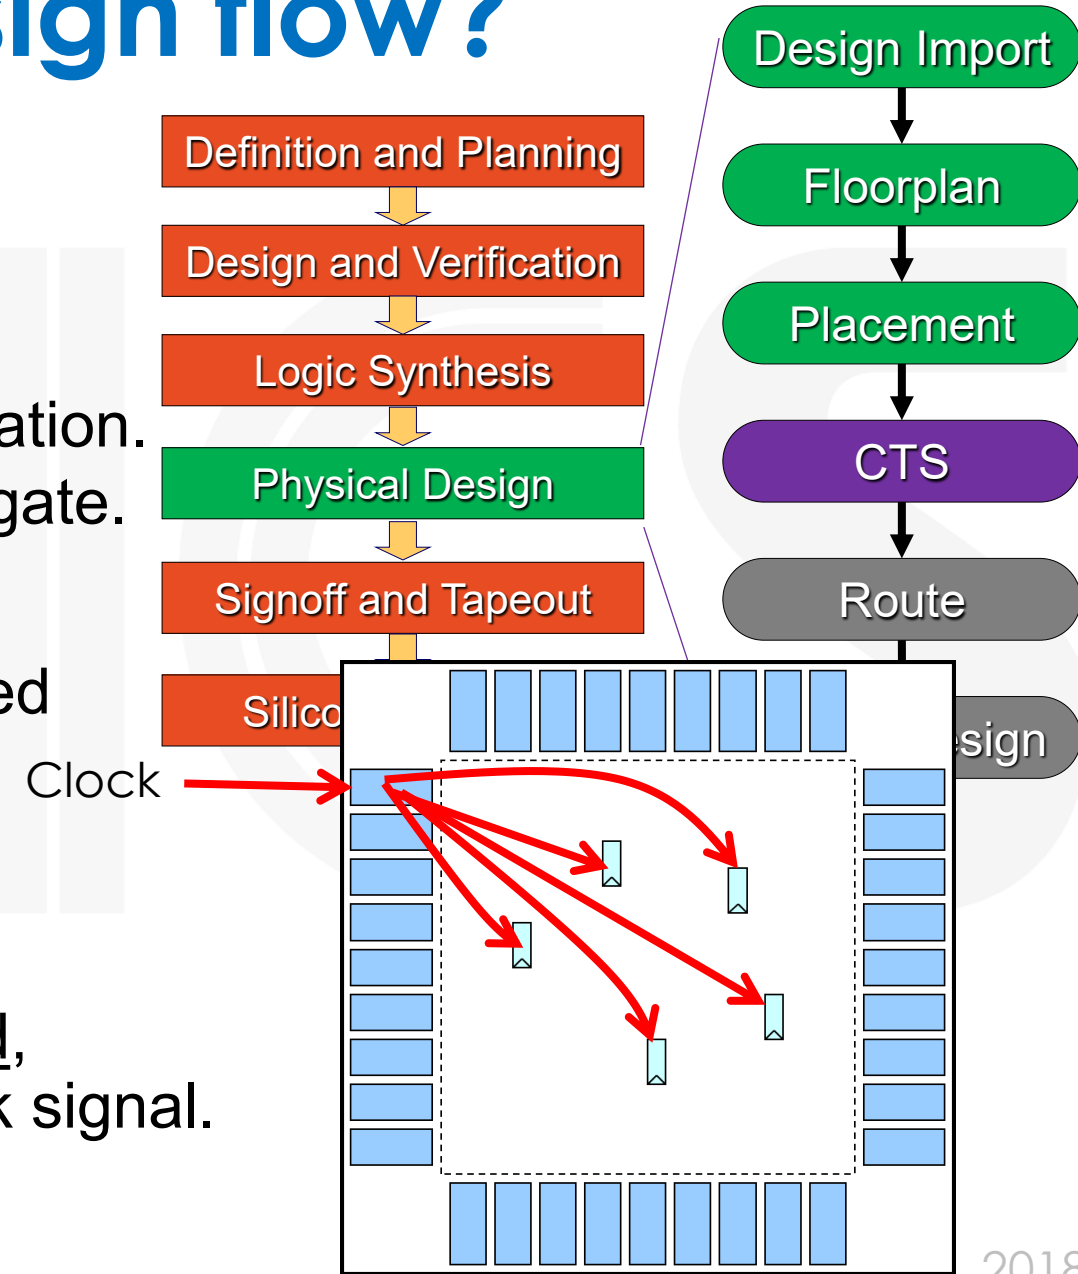 sign flow?
Definition and Planning
Design and Verification
Logic Synthesis
Physical Design
Signoff and Tapeout
Silico
Design Import
Floorplan
Placement
CTS
Route
sign
ation.
gate.
ed
Clock
d,
k signal.
2018